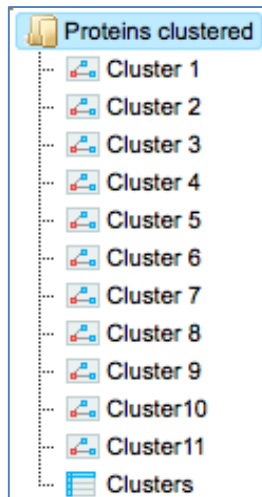 Proteins clustered
Cluster 1
Cluster 2
Cluster 3
Cluster 4
Cluster 5
Cluster 6
Cluster 7
Cluster 8
Cluster 9
Cluster10
Cluster11
Clusters